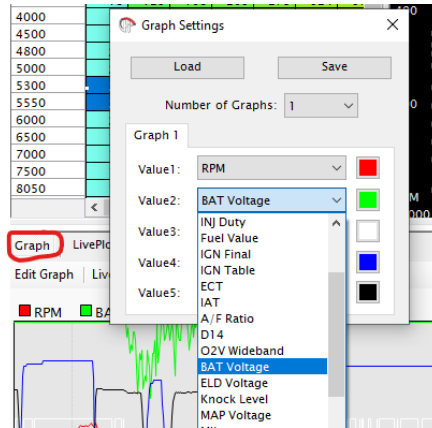 4000
4500
4800
5000
5300
5550
6000
6500
7000
7500
8050
Graph Settings
Load
Save
Number of Graphs: 1
Graph 1
Value1: RPM
Value2: BAT Voltage
Value3:
Value4:
Value5:
INJ Duty
Fuel Value
IGN Final
IGN Table
ECT
IAT
A/F Ratio
D14
O2V Wideband
BAT Voltage
ELD Voltage
Knock Level
MAP Voltage
Graph
Edit Graph
RPM